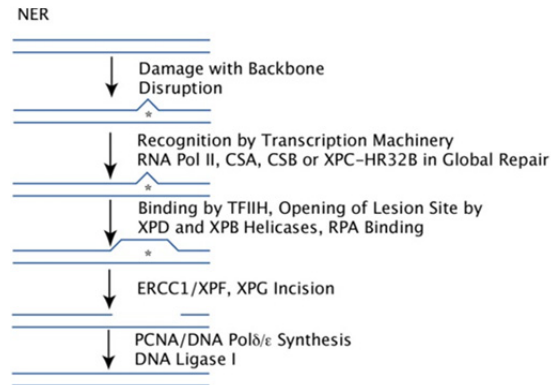 NER
Damage with Backbone
Disruption
*
Recognition by Transcription Machinery
RNA Pol II, CSA, CSB or XPC-HR32B in Global Repair
*
Binding by TFIIH, Opening of Lesion Site by
XPD and XPB Helicases, RPA Binding
*
ERCC1/XPF, XPG Incision
PCNA/DNA Polδ/ε Synthesis
DNA Ligase I